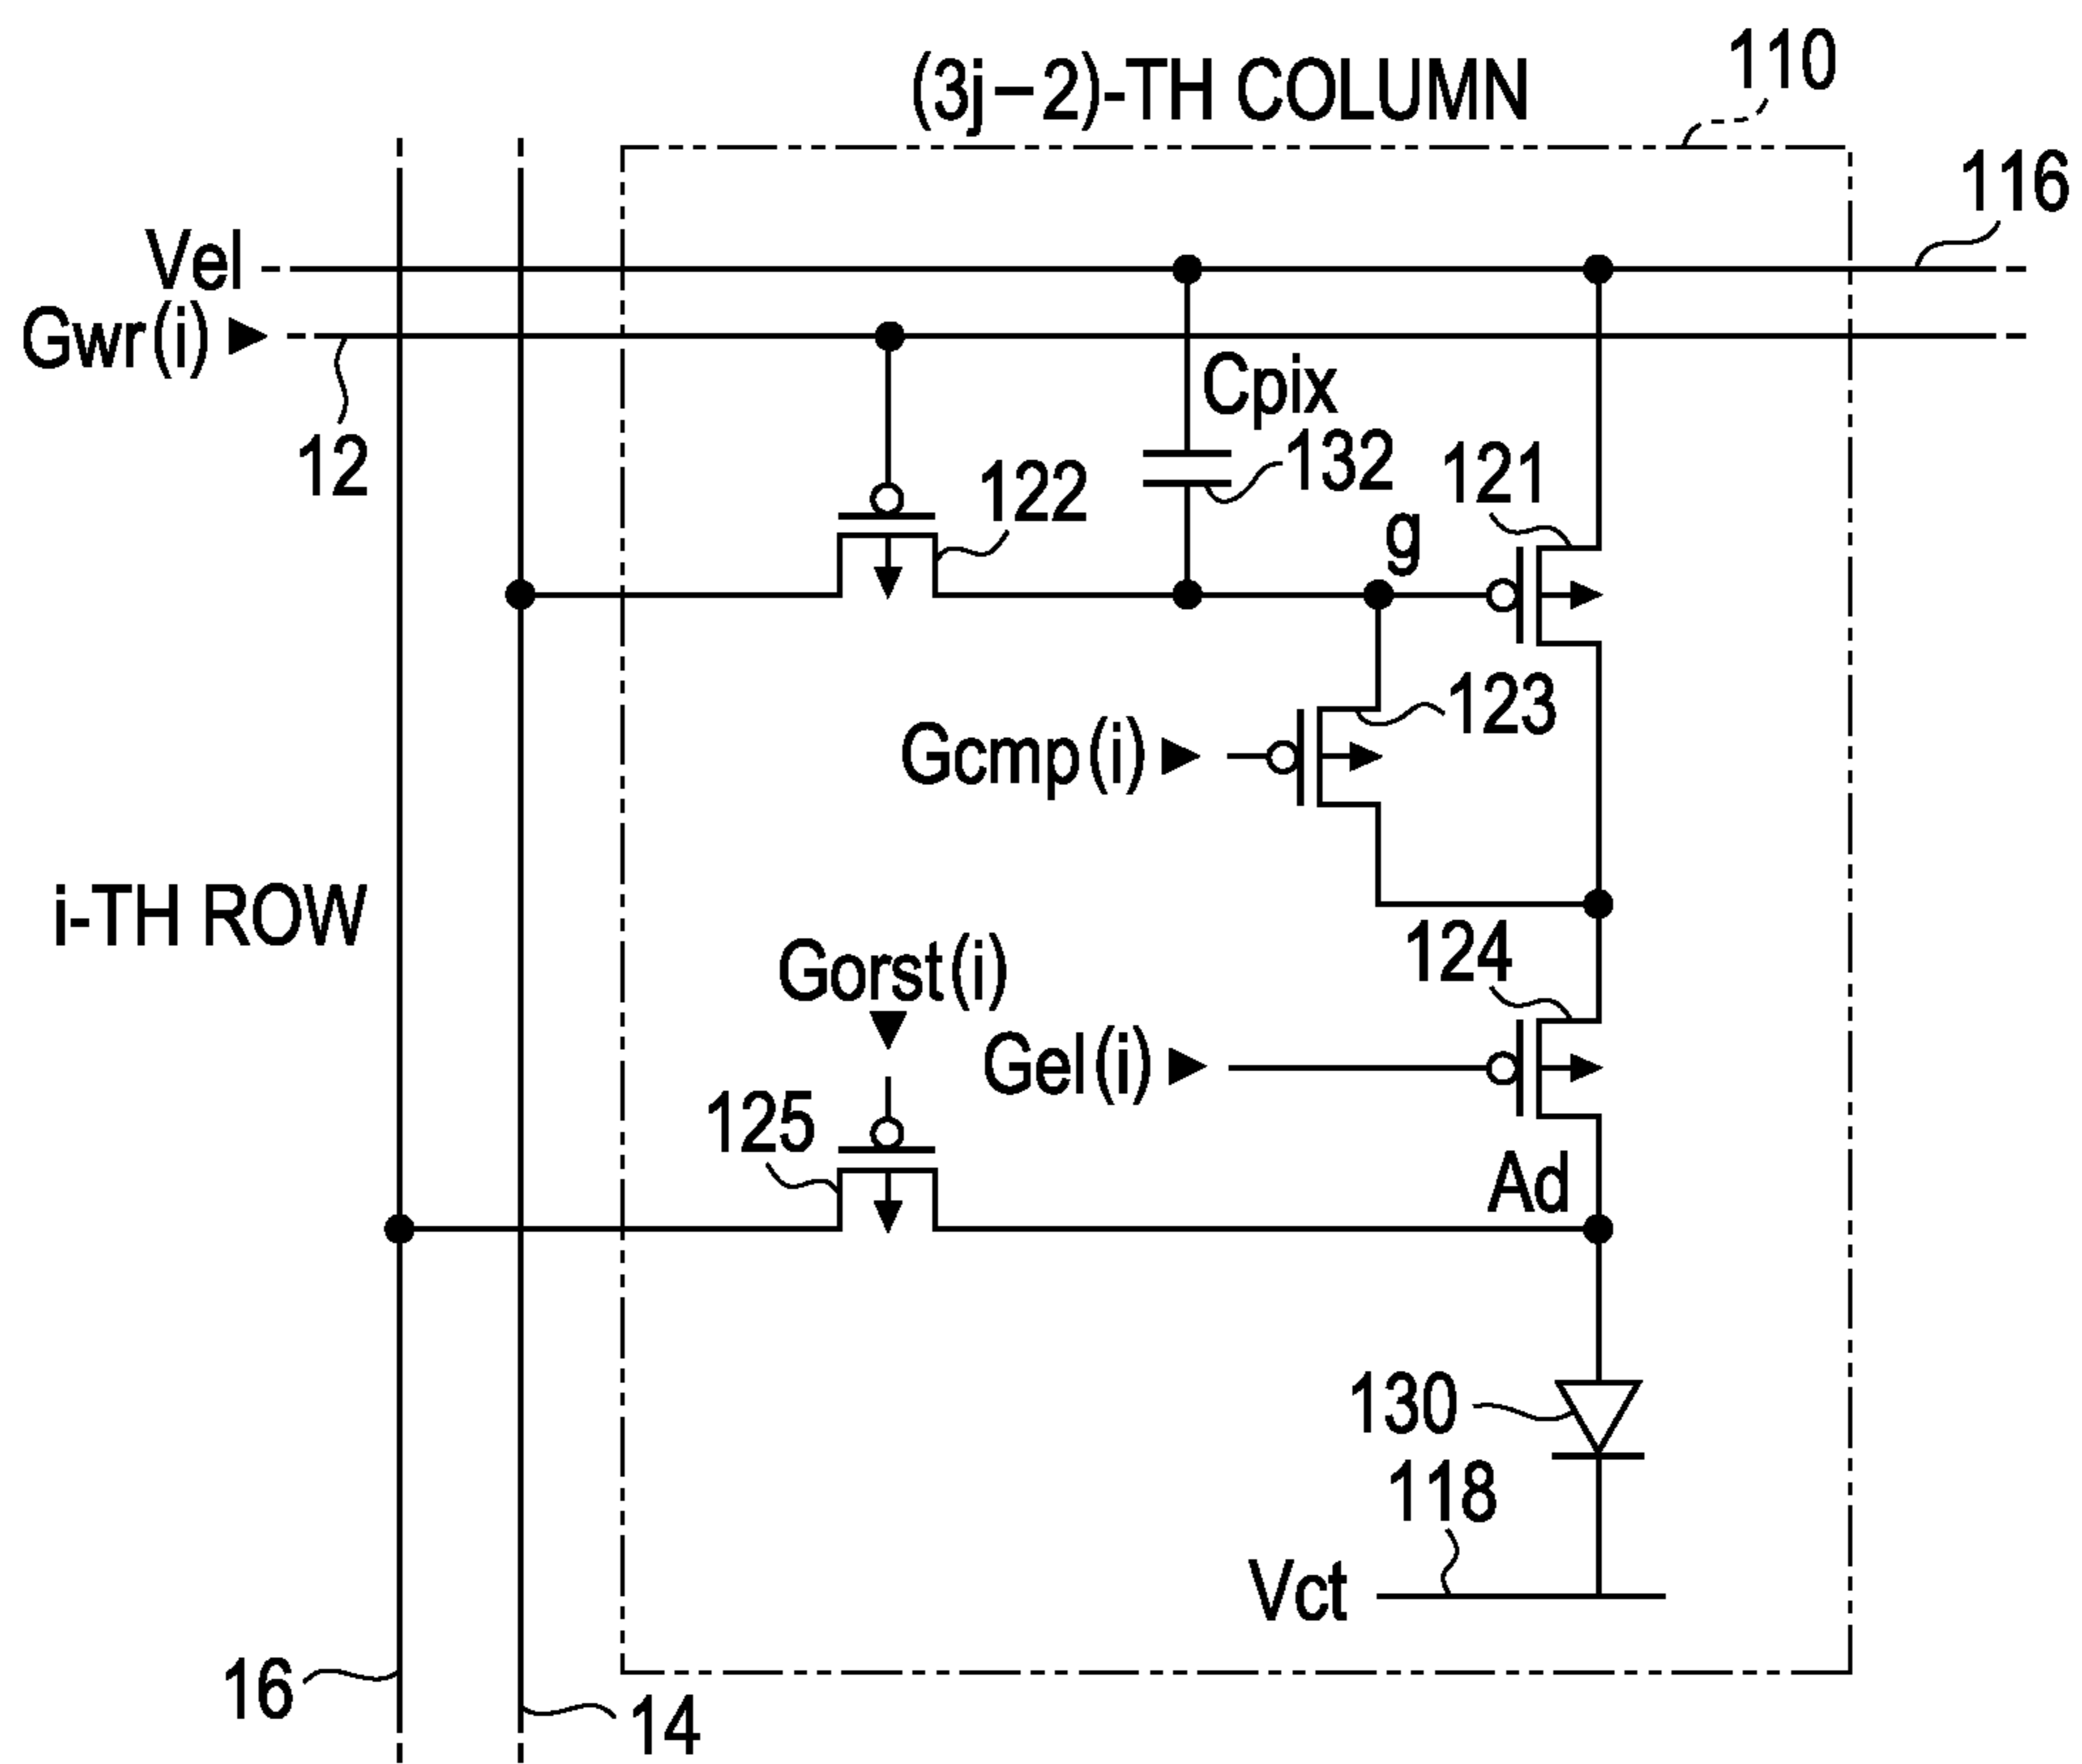 (3j−2)-TH COLUMN
110
116
Vel
Gwr(i)
12
Cpix
132
121
122
g
123
Gcmp(i)
i-TH ROW
124
Gorst(i)
Gel(i)
125
Ad
130
118
Vct
16
14